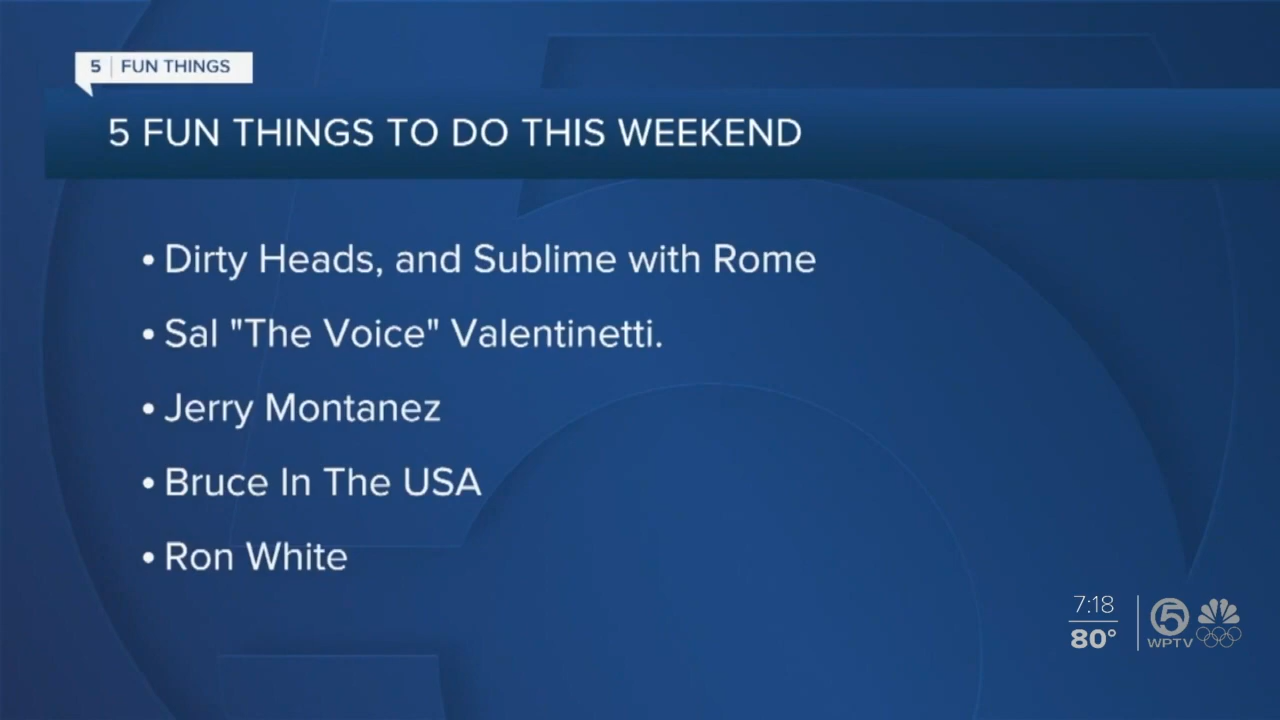 5 | FUN THINGS
5 FUN THINGS TO DO THIS WEEKEND
• Dirty Heads, and Sublime with Rome
• Sal "The Voice" Valentinetti.
• Jerry Montanez
• Bruce In The USA
• Ron White
7:18
80°
5
WPTV